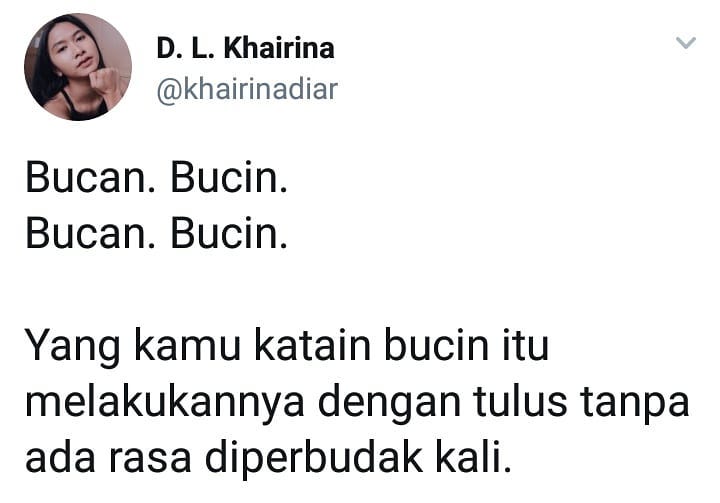 D. L. Khairina
@khairinadiar
Bucan. Bucin.
Bucan. Bucin.
Yang kamu katain bucin itu
melakukannya dengan tulus tanpa
ada rasa diperbudak kali.